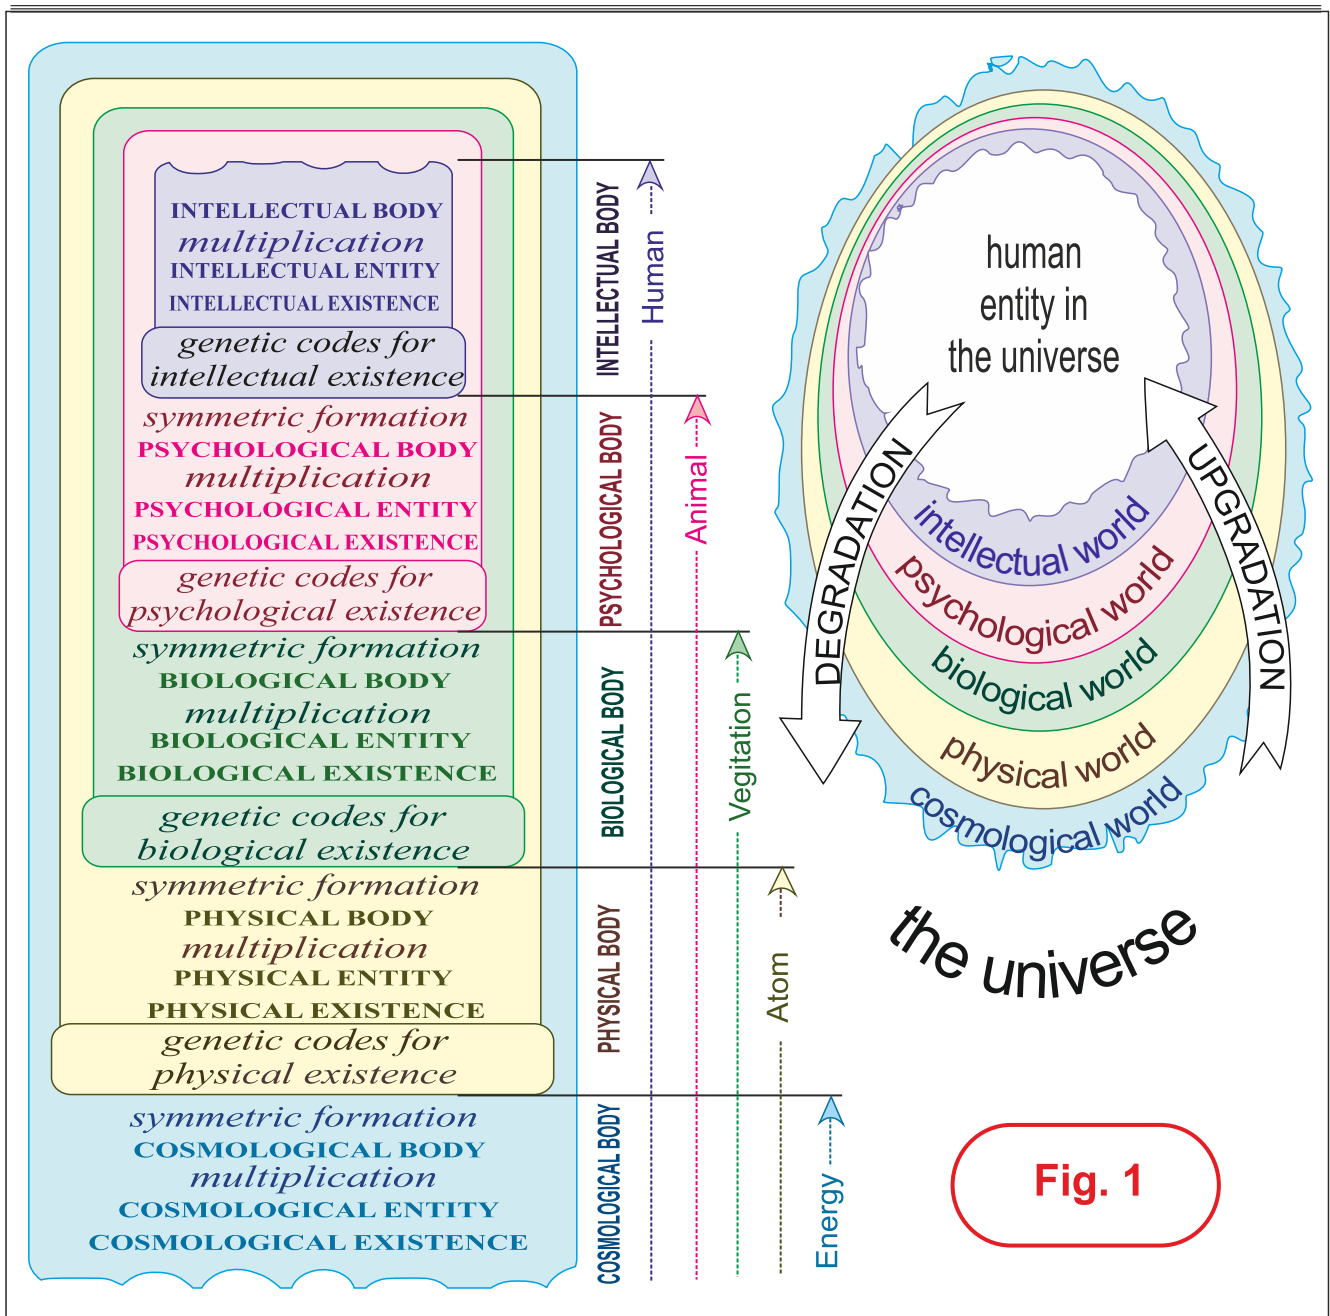 INTELLECTUAL BODY
multiplication
INTELLECTUAL ENTITY
INTELLECTUAL EXISTENCE
genetic codes for
intellectual existence
symmetric formation
PSYCHOLOGICAL BODY
multiplication
PSYCHOLOGICAL ENTITY
PSYCHOLOGICAL EXISTENCE
genetic codes for
psychological existence
symmetric formation
BIOLOGICAL BODY
multiplication
BIOLOGICAL ENTITY
BIOLOGICAL EXISTENCE
genetic codes for
biological existence
symmetric formation
PHYSICAL BODY
multiplication
PHYSICAL ENTITY
PHYSICAL EXISTENCE
genetic codes for
physical existence
symmetric formation
COSMOLOGICAL BODY
multiplication
COSMOLOGICAL ENTITY
COSMOLOGICAL EXISTENCE
INTELLECTUAL BODY
PSYCHOLOGICAL BODY
BIOLOGICAL BODY
PHYSICAL BODY
COSMOLOGICAL BODY
Human
Animal
Vegitation
Atom
Energy
human
entity in
the universe
DEGRADATION
UPGRADATION
intellectual world
psychological world
biological world
physical world
cosmological world
the universe
Fig. 1